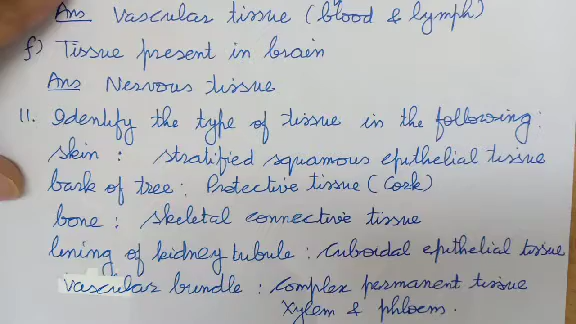 Ans Vascular tissue (blood & lymph)
f) Tissue present in brain
Ans Nervous tissue
11. Identify the type of tissue in the following:
skin : stratified squamous epithelial tissue
bark of tree : Protective tissue (Cork)
bone : skeletal connective tissue
lining of kidney tubule : Cuboidal epithelial tissue
vascular bundle : Complex permanent tissue
xylem & phloem.